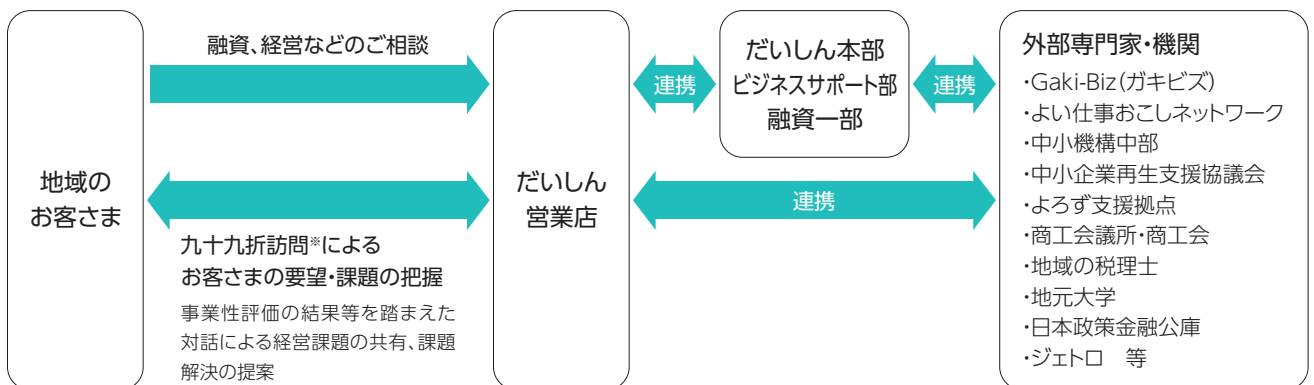 地域の
お客さま
融資、経営などのご相談
九十九折訪問※による
お客さまの要望・課題の把握
事業性評価の結果等を踏まえた
対話による経営課題の共有、課題
解決の提案
だいしん
営業店
連携
だいしん本部
ビジネスサポート部
融資一部
連携
連携
外部専門家・機関
・Gaki-Biz(ガキビズ)
・よい仕事おこしネットワーク
・中小機構中部
・中小企業再生支援協議会
・よろず支援拠点
・商工会議所・商工会
・地域の税理士
・地元大学
・日本政策金融公庫
・ジェトロ　等